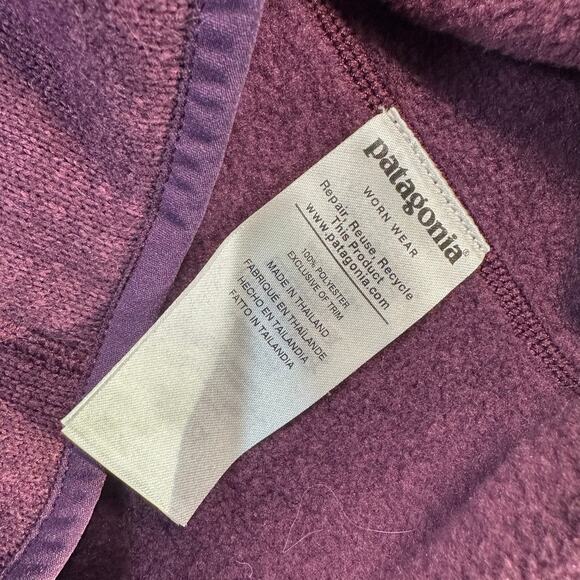 patagonia®
WORN WEAR
Repair, Reuse, Recycle
This Product
www.patagonia.com
100% POLYESTER
EXCLUSIVE OF TRIM
MADE IN THAILAND
FABRIQUE EN THAILANDE
HECHO EN TAILANDIA
FATTO IN TAILANDIA